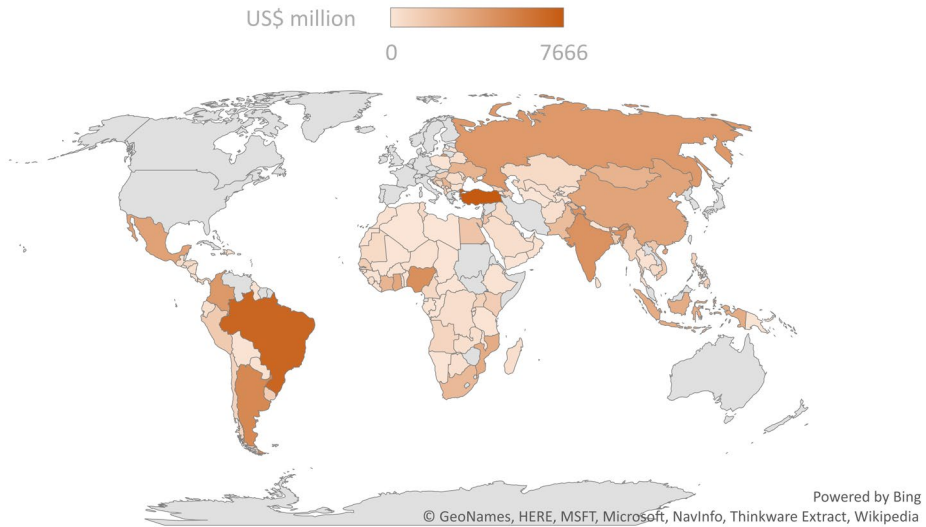 US$ million
0 7666
Powered by Bing
© GeoNames, HERE, MSFT, Microsoft, NavInfo, Thinkware Extract, Wikipedia